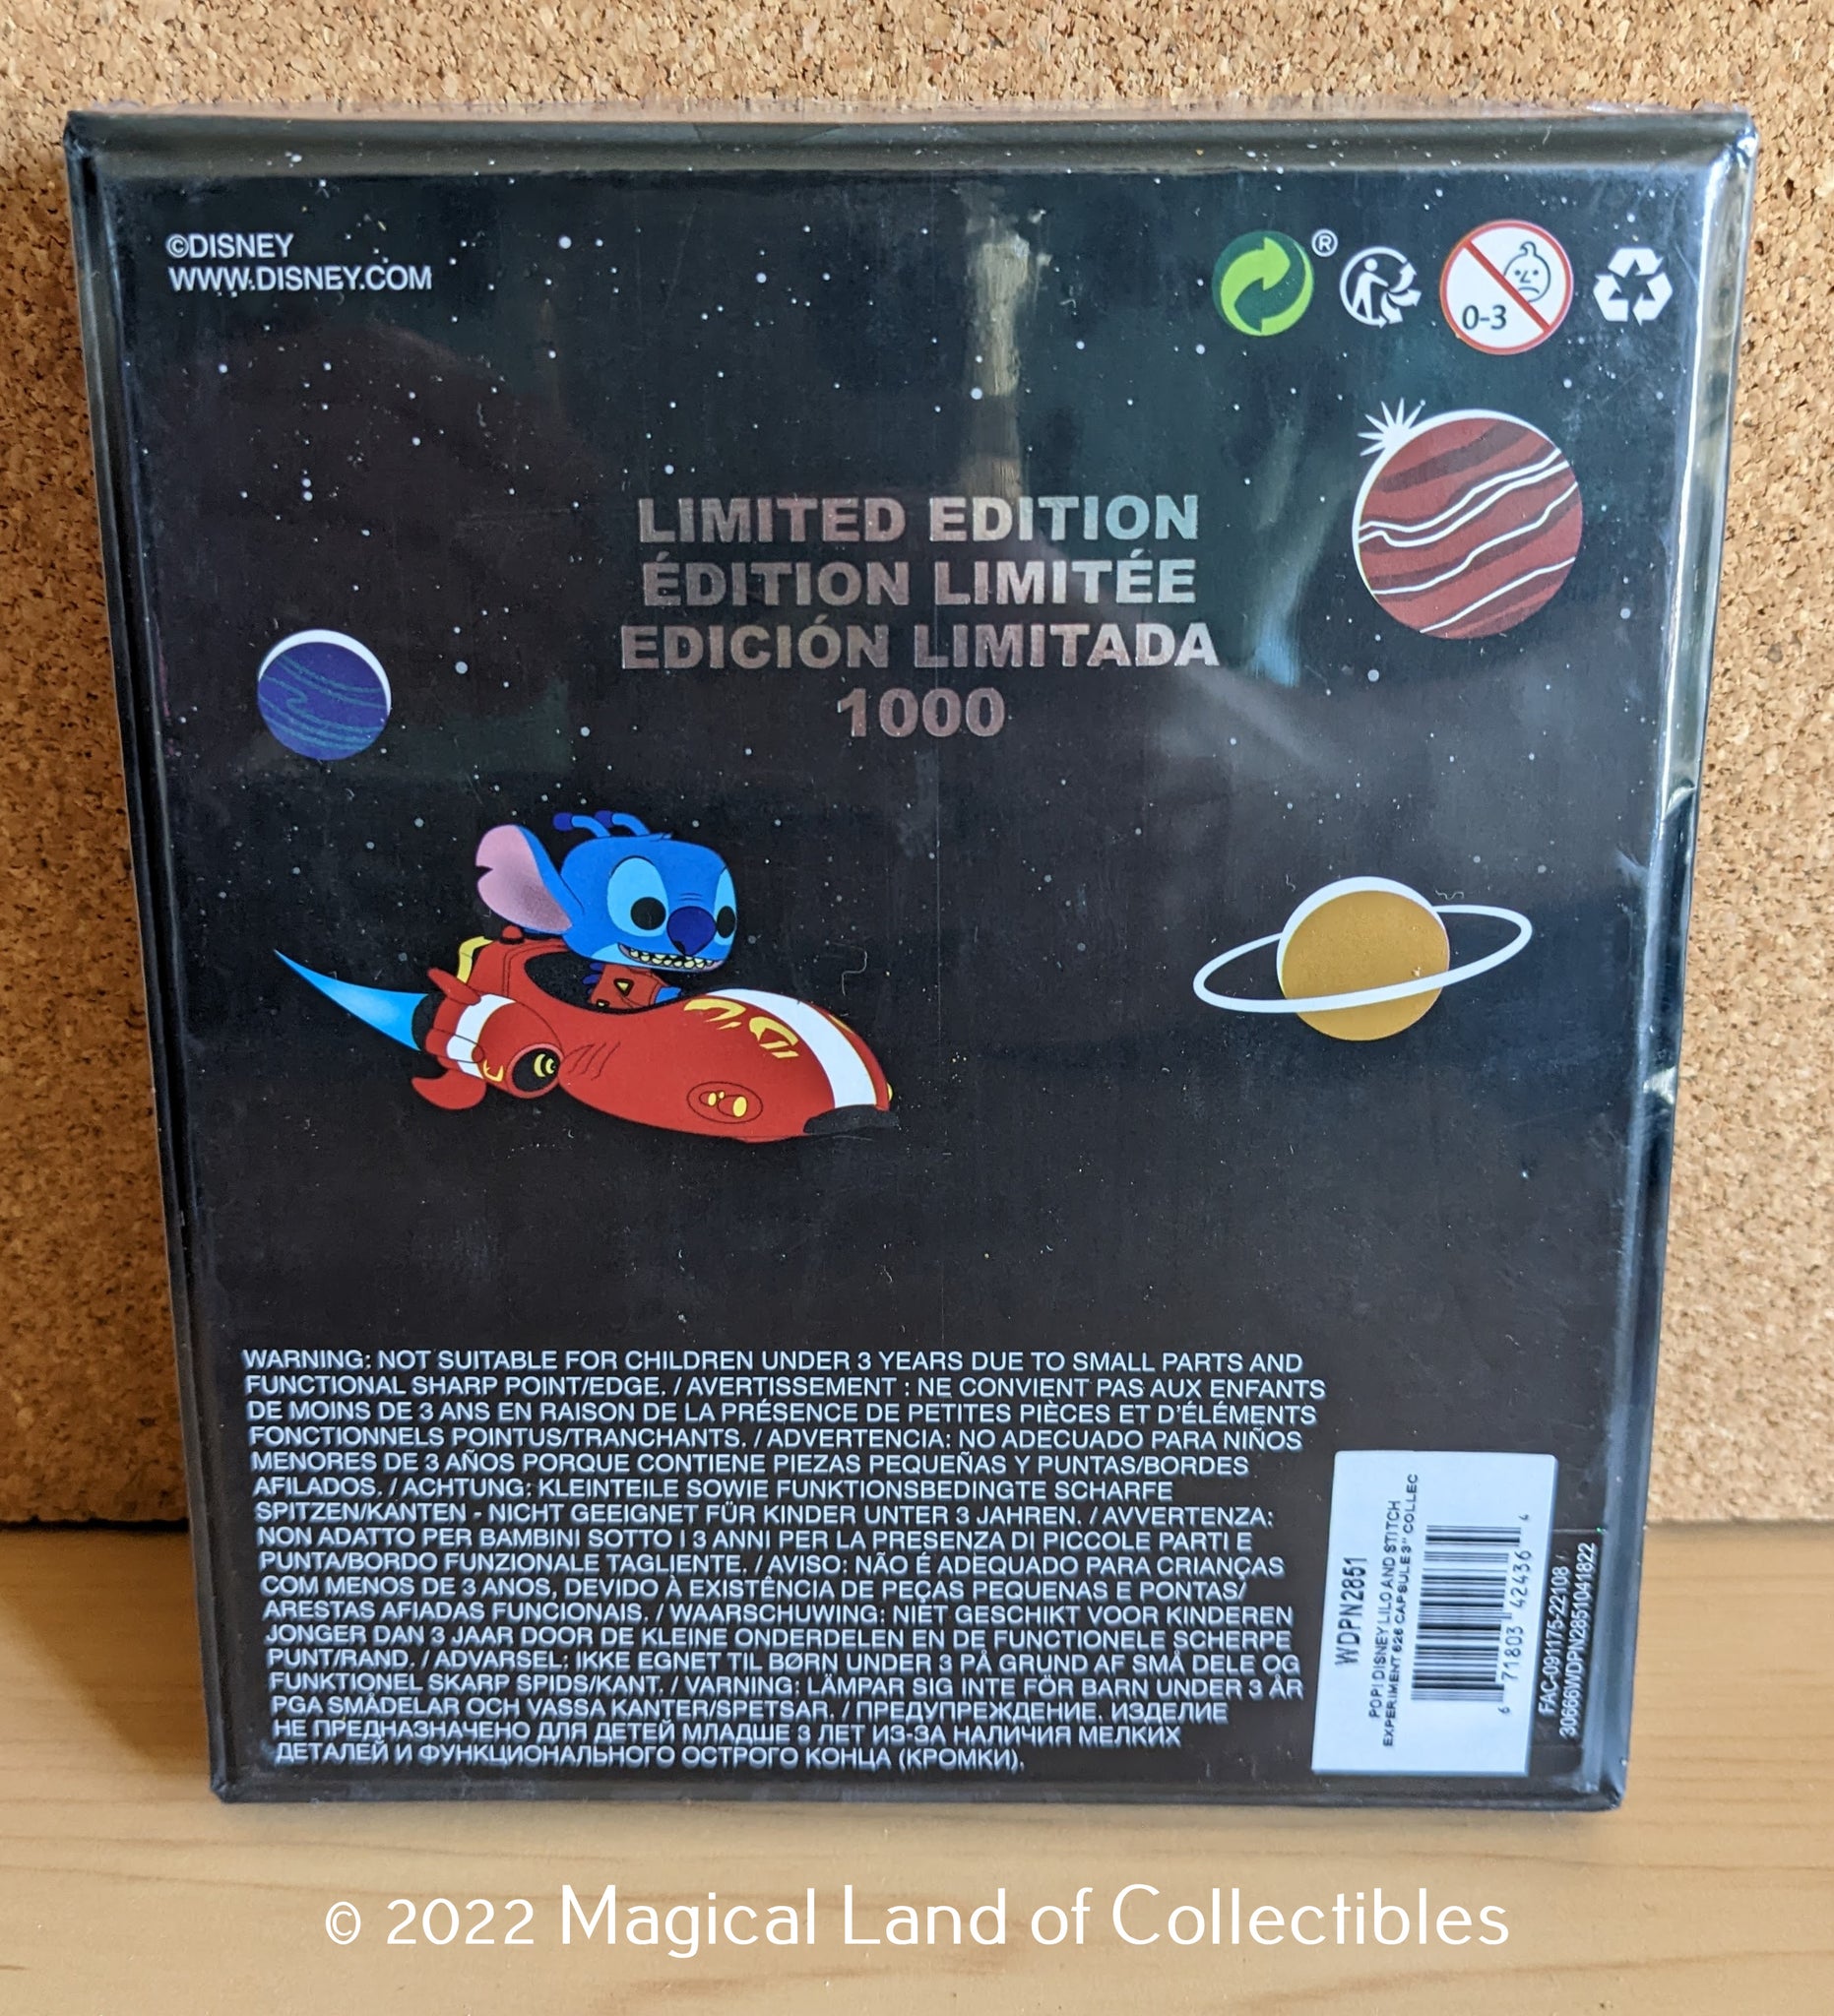 ©DISNEY
WWW.DISNEY.COM
®
0-3
LIMITED EDITION
ÉDITION LIMITÉE
EDICIÓN LIMITADA
1000
WARNING: NOT SUITABLE FOR CHILDREN UNDER 3 YEARS DUE TO SMALL PARTS AND
FUNCTIONAL SHARP POINT/EDGE. / AVERTISSEMENT : NE CONVIENT PAS AUX ENFANTS
DE MOINS DE 3 ANS EN RAISON DE LA PRÉSENCE DE PETITES PIÈCES ET D'ÉLÉMENTS
FONCTIONNELS POINTUS/TRANCHANTS. / ADVERTENCIA: NO ADECUADO PARA NIÑOS
MENORES DE 3 AÑOS PORQUE CONTIENE PIEZAS PEQUEÑAS Y PUNTAS/BORDES
AFILADOS. / ACHTUNG: KLEINTEILE SOWIE FUNKTIONSBEDINGTE SCHARFE
SPITZEN/KANTEN - NICHT GEEIGNET FÜR KINDER UNTER 3 JAHREN. / AVVERTENZA:
NON ADATTO PER BAMBINI SOTTO I 3 ANNI PER LA PRESENZA DI PICCOLE PARTI E
PUNTA/BORDO FUNZIONALE TAGLIENTE. / AVISO: NÃO É ADEQUADO PARA CRIANÇAS
COM MENOS DE 3 ANOS, DEVIDO À EXISTÊNCIA DE PEÇAS PEQUENAS E PONTAS/
ARESTAS AFIADAS FUNCIONAIS. / WAARSCHUWING: NIET GESCHIKT VOOR KINDEREN
JONGER DAN 3 JAAR DOOR DE KLEINE ONDERDELEN EN DE FUNCTIONELE SCHERPE
PUNT/RAND. / ADVARSEL: IKKE EGNET TIL BØRN UNDER 3 PÅ GRUND AF SMÅ DELE OG
FUNKTIONEL SKARP SPIDS/KANT. / VARNING: LÄMPAR SIG INTE FÖR BARN UNDER 3 ÅR
PGA SMÅDELAR OCH VASSA KANTER/SPETSAR. / ПРЕДУПРЕЖДЕНИЕ. ИЗДЕЛИЕ
НЕ ПРЕДНАЗНАЧЕНО ДЛЯ ДЕТЕЙ МЛАДШЕ 3 ЛЕТ ИЗ-ЗА НАЛИЧИЯ МЕЛКИХ
ДЕТАЛЕЙ И ФУНКЦИОНАЛЬНОГО ОСТРОГО КОНЦА (КРОМКИ).
WDPN2851
POP! DISNEY LILO AND STITCH
EXPERIMENT 626 CAPSULE 3" COLLEC
6 71803 42436 4
FAC-091175-22108
30666WDPN2851041822
© 2022 Magical Land of Collectibles